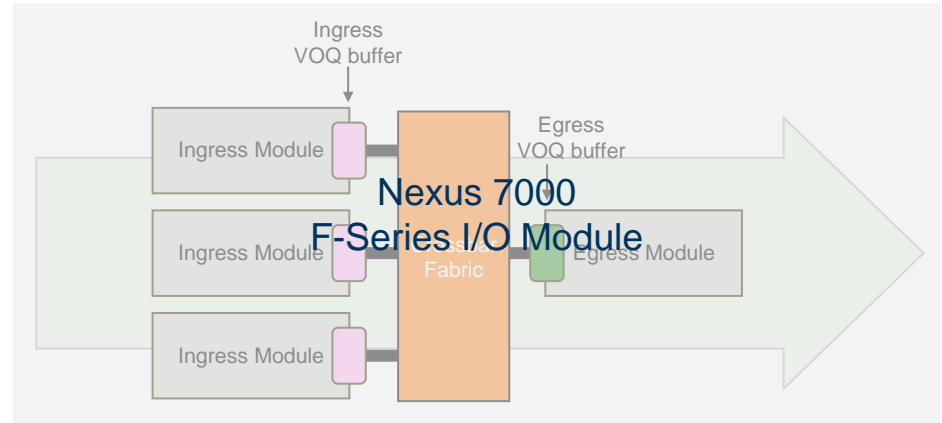 Ingress
VOQ buffer
Ingress Module
Egress
VOQ buffer
Nexus 7000
F-Series I/O Module
Ingress Module
Fabric
Egress Module
Ingress Module